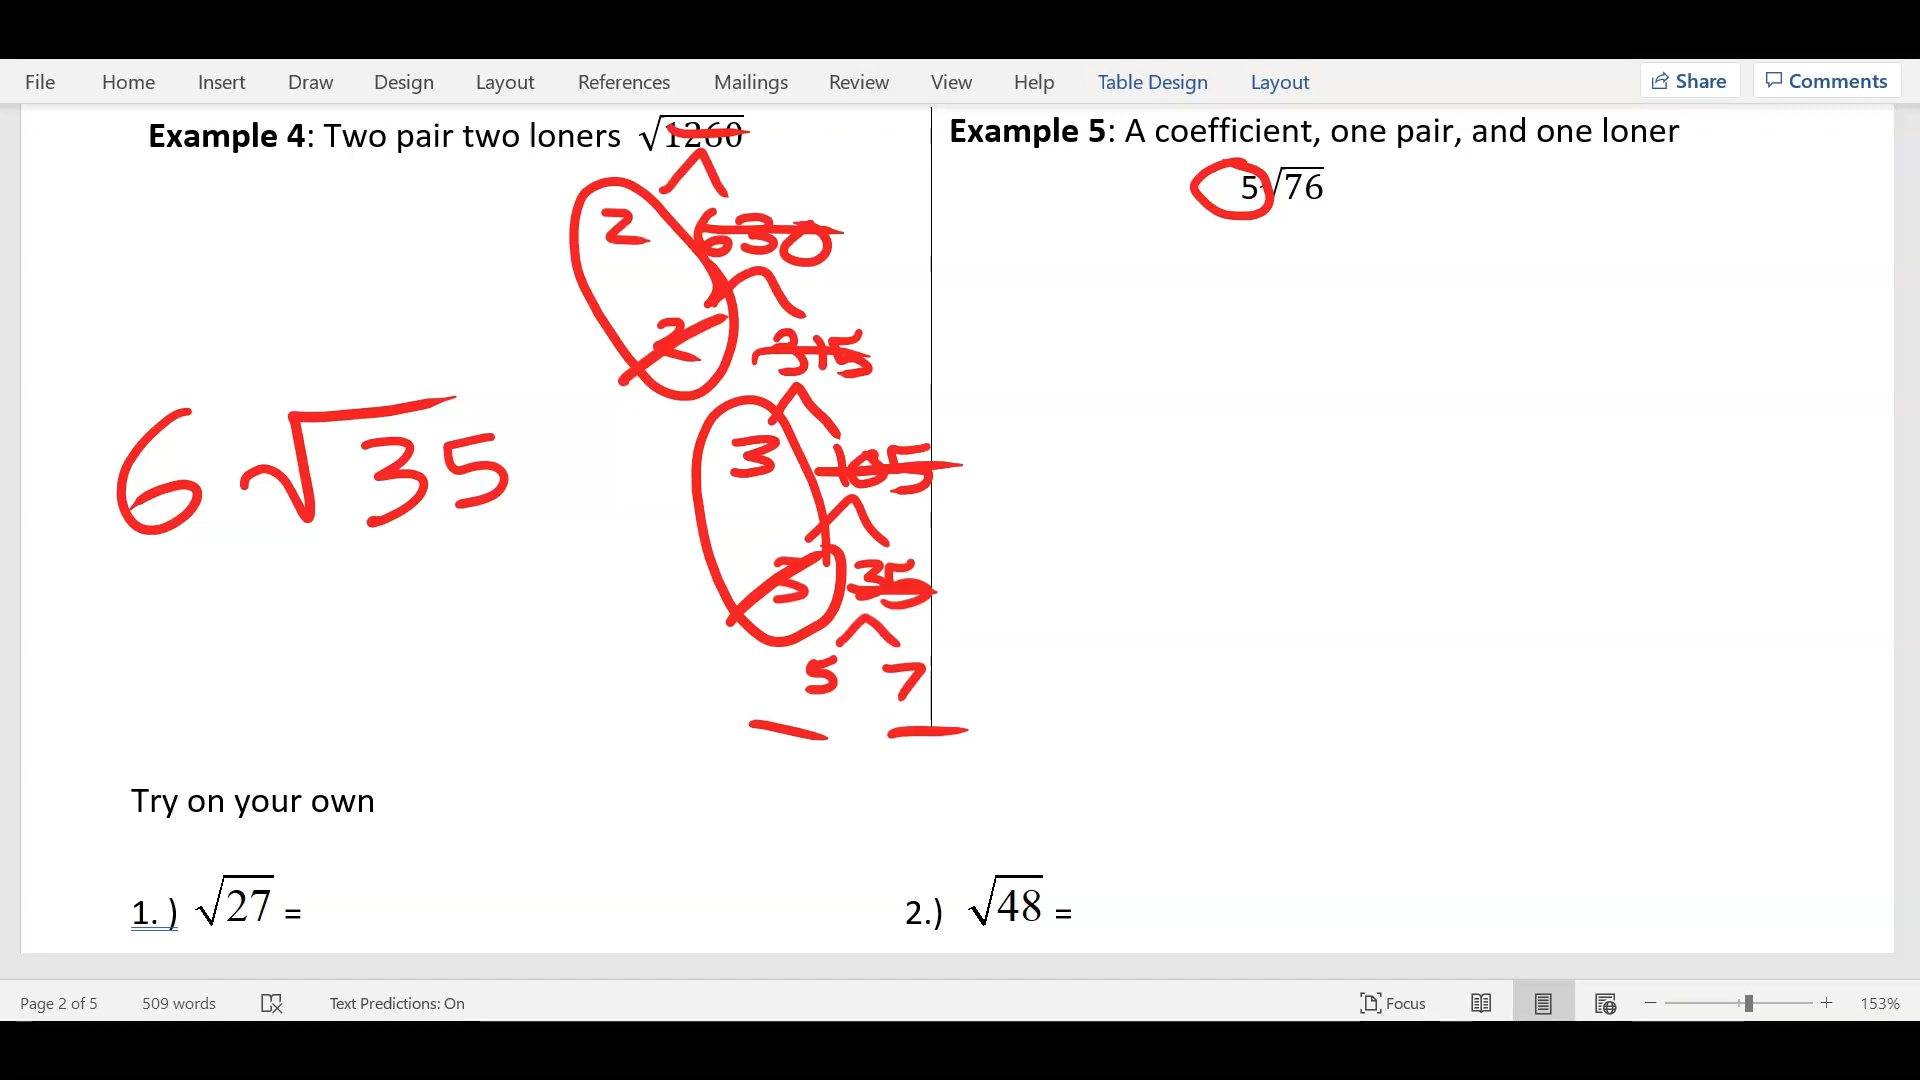 File Home Insert Draw Design Layout References Mailings Review View Help Table Design Layout Share Comments
Example 4: Two pair two loners √1260
2 630
2 315
3 105
3 35
5 7
6√35
Example 5: A coefficient, one pair, and one loner
5√76
Try on your own
1. ) √27 =
2.) √48 =
Page 2 of 5 509 words Text Predictions: On Focus 153%